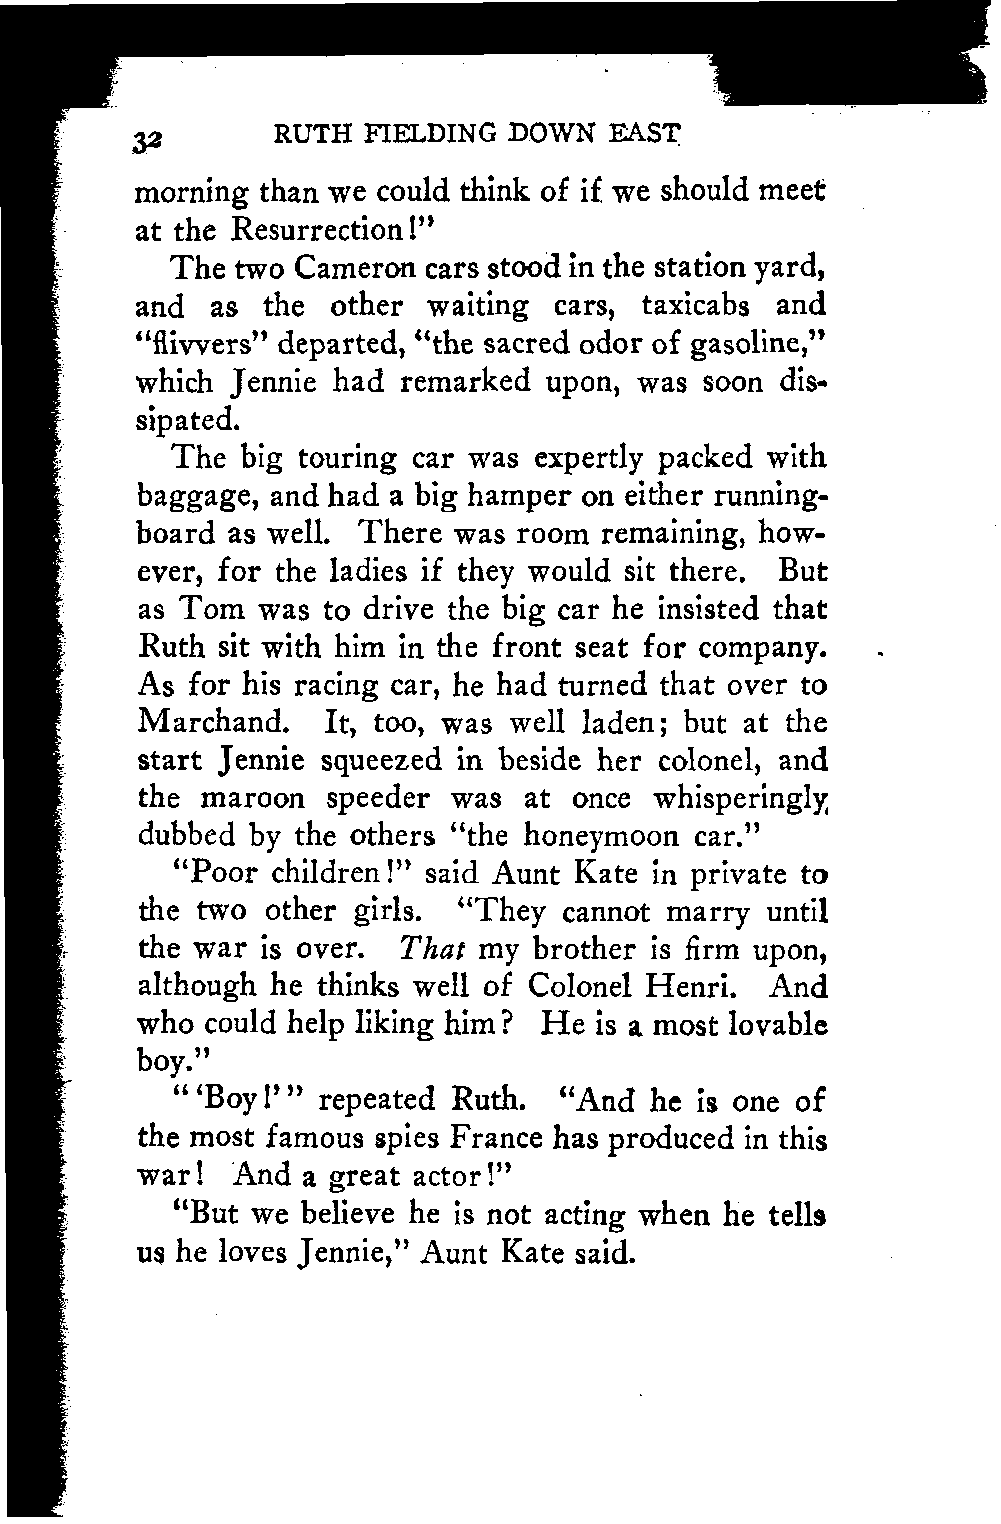 32 RUTH FIELDING DOWN EAST
morning than we could think of if we should meet
at the Resurrection!”
The two Cameron cars stood in the station yard,
and as the other waiting cars, taxicabs and
“flivvers” departed, “the sacred odor of gasoline,”
which Jennie had remarked upon, was soon dis-
sipated.
The big touring car was expertly packed with
baggage, and had a big hamper on either running-
board as well. There was room remaining, how-
ever, for the ladies if they would sit there. But
as Tom was to drive the big car he insisted that
Ruth sit with him in the front seat for company.
As for his racing car, he had turned that over to
Marchand. It, too, was well laden; but at the
start Jennie squeezed in beside her colonel, and
the maroon speeder was at once whisperingly
dubbed by the others “the honeymoon car.”
“Poor children!” said Aunt Kate in private to
the two other girls. “They cannot marry until
the war is over. That my brother is firm upon,
although he thinks well of Colonel Henri. And
who could help liking him? He is a most lovable
boy.”
“‘Boy!’” repeated Ruth. “And he is one of
the most famous spies France has produced in this
war! And a great actor!”
“But we believe he is not acting when he tells
us he loves Jennie,” Aunt Kate said.